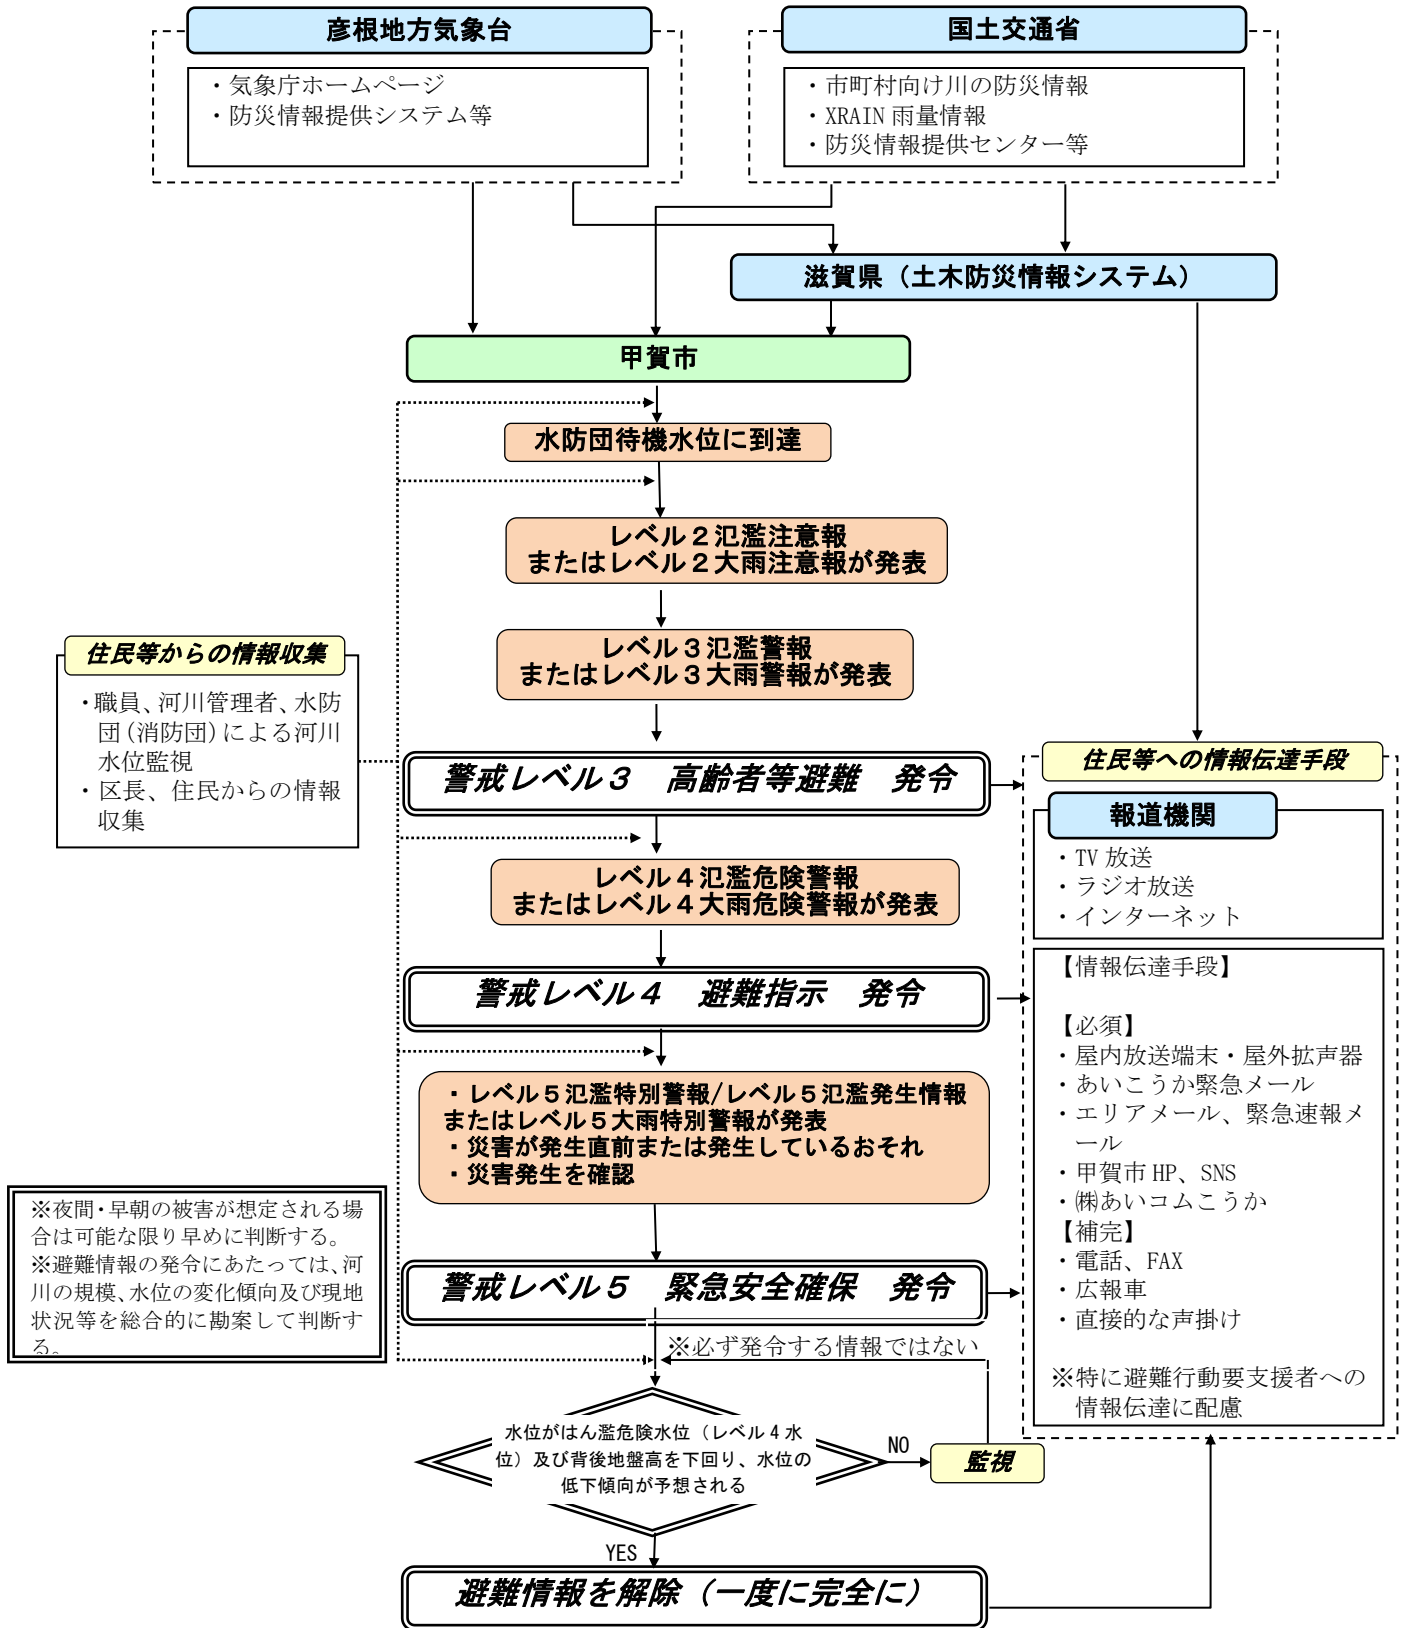 彦根地方気象台
・気象庁ホームページ
・防災情報提供システム等
国土交通省
・市町村向け川の防災情報
・XRAIN 雨量情報
・防災情報提供センター等
滋賀県（土木防災情報システム）
甲賀市
水防団待機水位に到達
レベル２氾濫注意報
またはレベル２大雨注意報が発表
レベル３氾濫警報
またはレベル３大雨警報が発表
住民等からの情報収集
・職員、河川管理者、水防
団(消防団)による河川
水位監視
・区長、住民からの情報
収集
警戒レベル３　高齢者等避難　発令
レベル４氾濫危険警報
またはレベル４大雨危険警報が発表
警戒レベル４　避難指示　発令
・レベル５氾濫特別警報/レベル５氾濫発生情報
またはレベル５大雨特別警報が発表
・災害が発生直前または発生しているおそれ
・災害発生を確認
※夜間・早朝の被害が想定される場
合は可能な限り早めに判断する。
※避難情報の発令にあたっては、河
川の規模、水位の変化傾向及び現地
状況等を総合的に勘案して判断す
る。
警戒レベル５　緊急安全確保　発令
※必ず発令する情報ではない
水位がはん濫危険水位（レベル４水
位）及び背後地盤高を下回り、水位の
低下傾向が予想される
NO
監視
YES
避難情報を解除（一度に完全に）
住民等への情報伝達手段
報道機関
・TV 放送
・ラジオ放送
・インターネット
【情報伝達手段】
【必須】
・屋内放送端末・屋外拡声器
・あいこうか緊急メール
・エリアメール、緊急速報メ
ール
・甲賀市 HP、SNS
・㈱あいコムこうか
【補完】
・電話、FAX
・広報車
・直接的な声掛け
※特に避難行動要支援者への
情報伝達に配慮